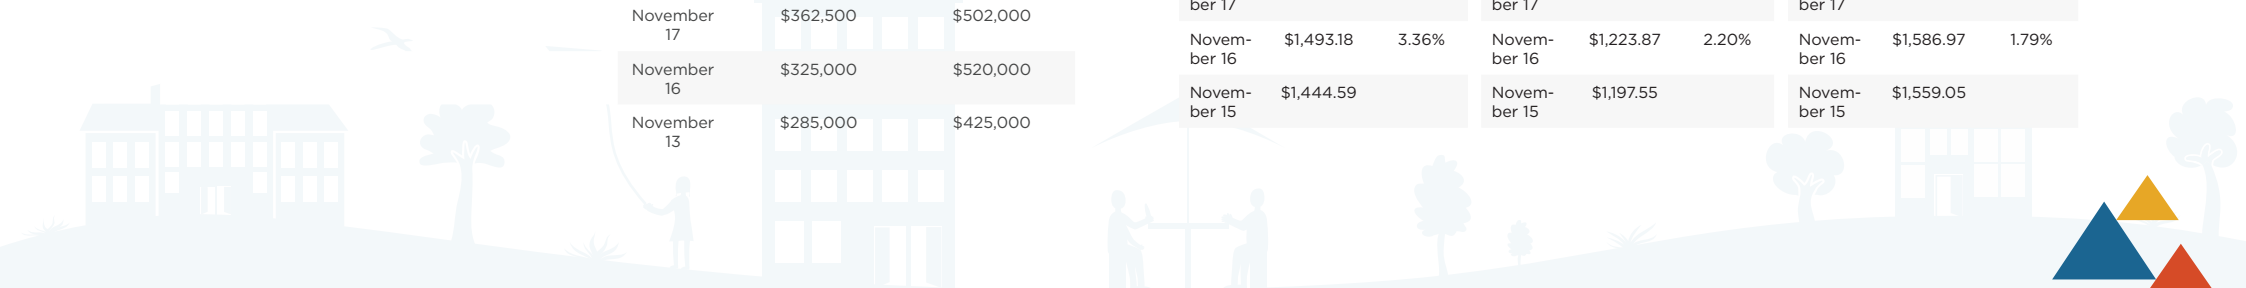 November $362,500 $502,000
17
November $325,000 $520,000
16
November $285,000 $425,000
13
ber 17
Novem- $1,493.18 3.36%
ber 16
Novem- $1,444.59
ber 15
ber 17
Novem- $1,223.87 2.20%
ber 16
Novem- $1,197.55
ber 15
ber 17
Novem- $1,586.97 1.79%
ber 16
Novem- $1,559.05
ber 15